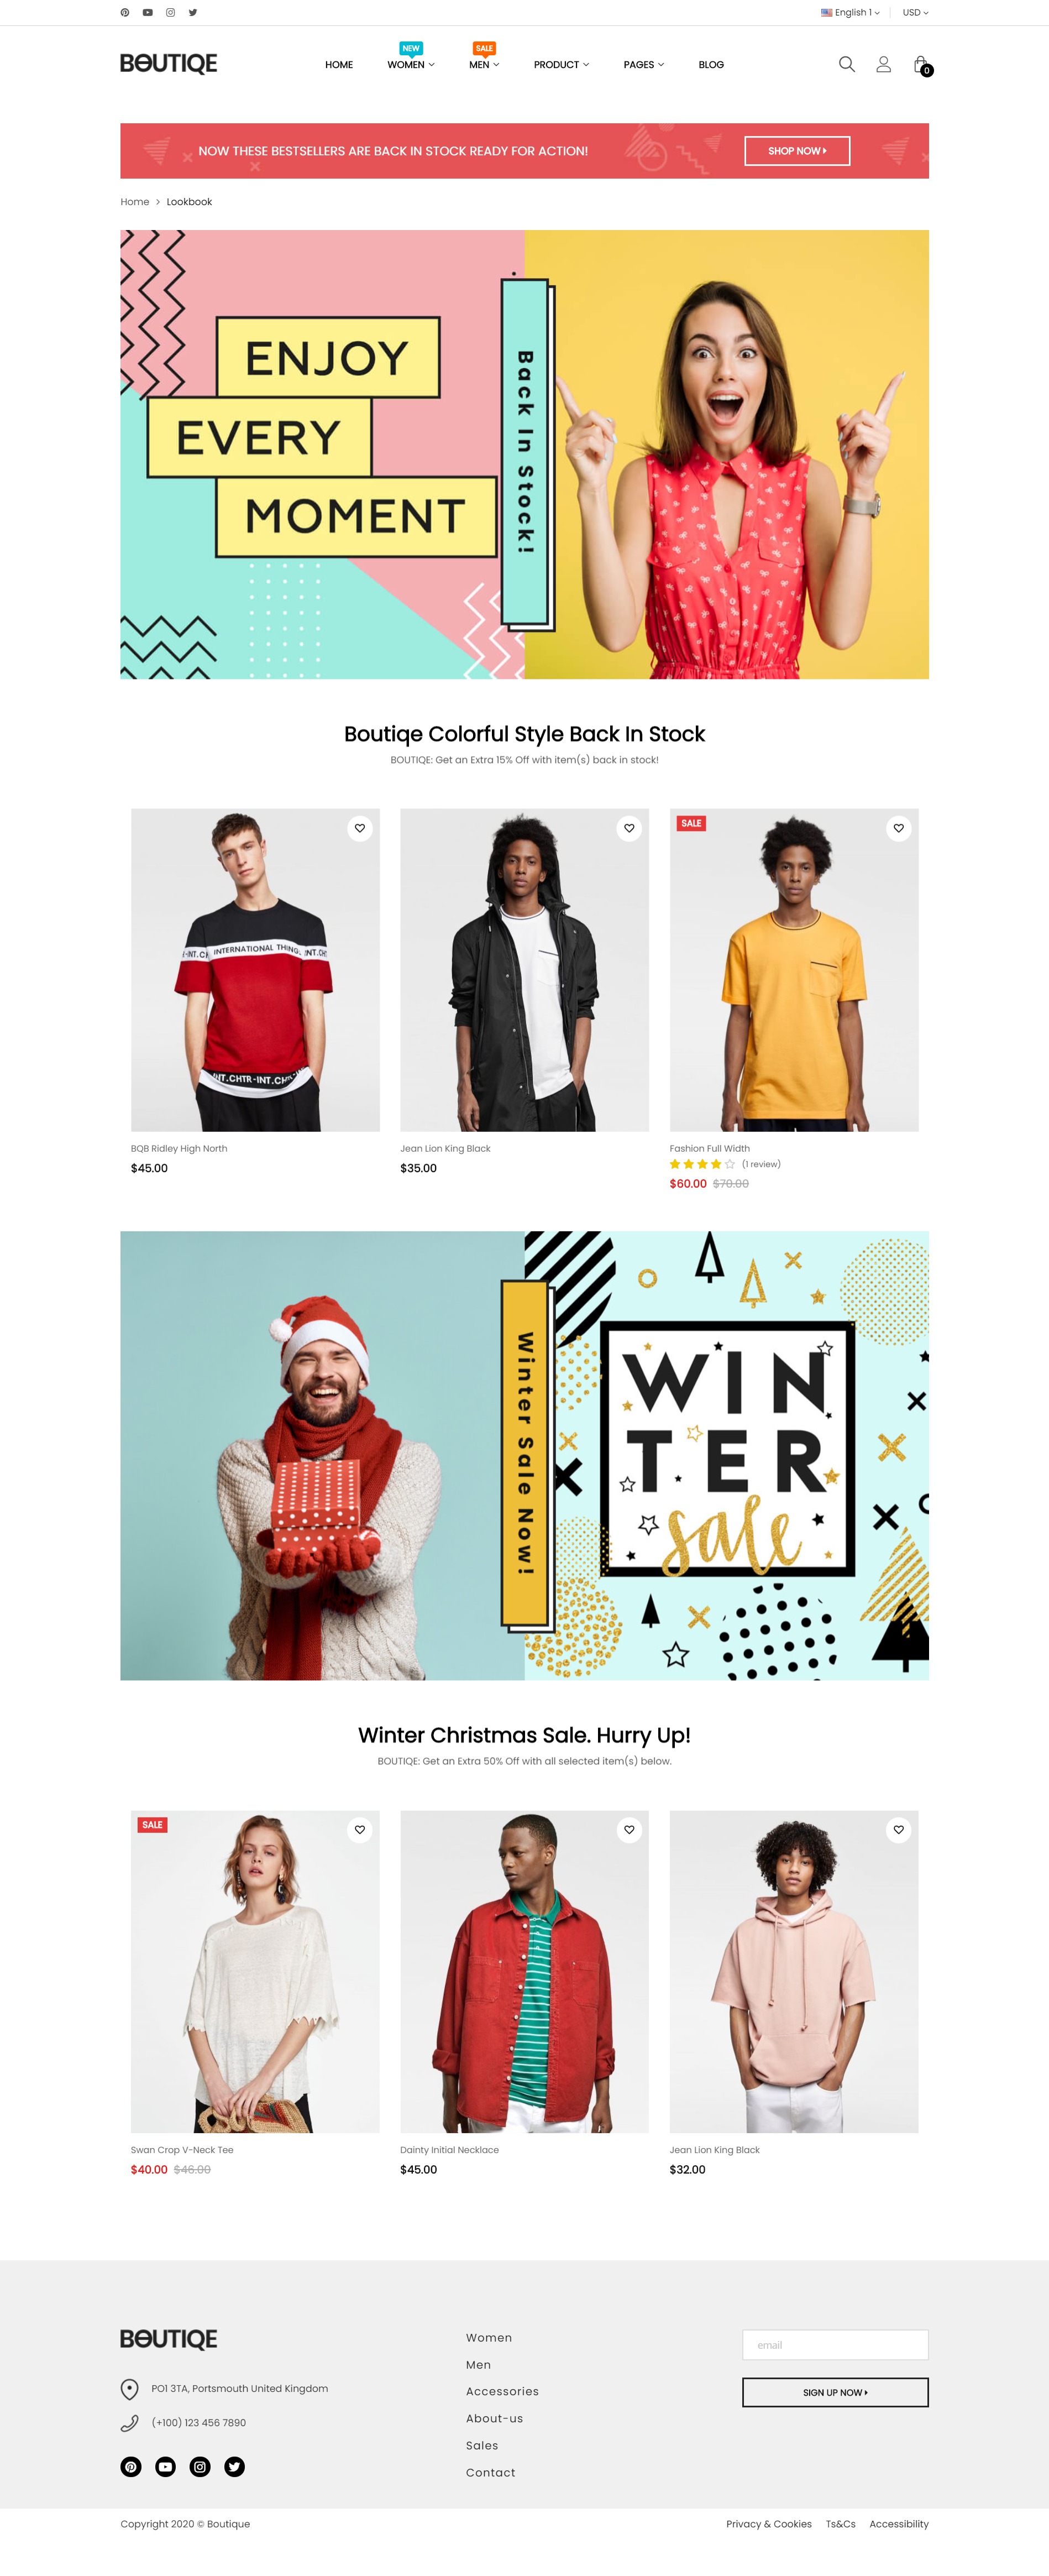 English 1
USD
BOUTIQE
NEW
SALE
HOME
WOMEN
MEN
PRODUCT
PAGES
BLOG
0
NOW THESE BESTSELLERS ARE BACK IN STOCK READY FOR ACTION!
SHOP NOW
Home > Lookbook
ENJOY
EVERY
MOMENT
Back In Stock!
Boutiqe Colorful Style Back In Stock
BOUTIQE: Get an Extra 15% Off with item(s) back in stock!
INTERNATIONAL THING.
INT.CHTR-INT.CH
SALE
BQB Ridley High North
$45.00
Jean Lion King Black
$35.00
Fashion Full Width
(1 review)
$60.00 $70.00
Winter Sale Now!
WIN
TER
sale
Winter Christmas Sale. Hurry Up!
BOUTIQE: Get an Extra 50% Off with all selected item(s) below.
SALE
Swan Crop V-Neck Tee
$40.00 $46.00
Dainty Initial Necklace
$45.00
Jean Lion King Black
$32.00
BOUTIQE
PO1 3TA, Portsmouth United Kingdom
(+100) 123 456 7890
Women
Men
Accessories
About-us
Sales
Contact
email
SIGN UP NOW
Copyright 2020 © Boutique
Privacy & Cookies
Ts&Cs
Accessibility